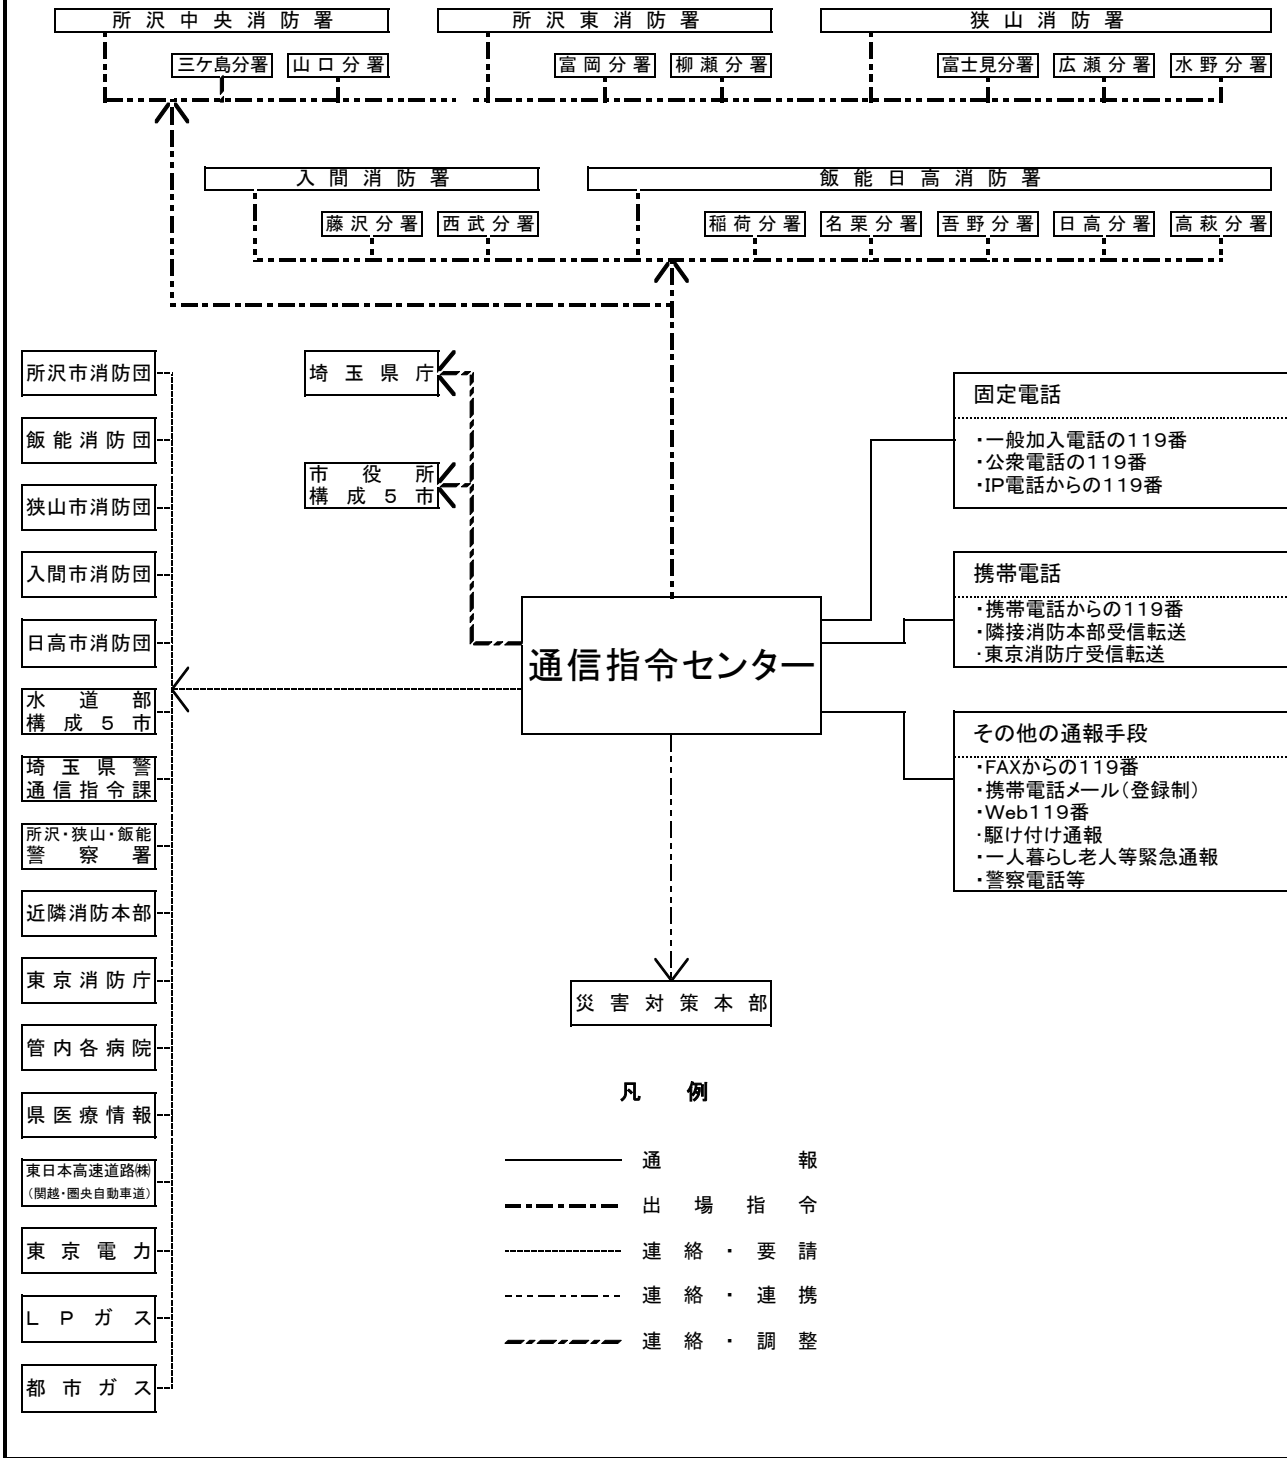 所沢中央消防署
所沢東消防署
狭山消防署
三ケ島分署
山口分署
富岡分署
柳瀬分署
富士見分署
広瀬分署
水野分署
入間消防署
飯能日高消防署
藤沢分署
西武分署
稲荷分署
名栗分署
吾野分署
日高分署
高萩分署
所沢市消防団
飯能消防団
狭山市消防団
入間市消防団
日高市消防団
水道部
構成5市
埼玉県警
通信指令課
所沢・狭山・飯能
警察署
近隣消防本部
東京消防庁
管内各病院
県医療情報
東日本高速道路㈱
(関越・圏央自動車道)
東京電力
LPガス
都市ガス
埼玉県庁
市役所
構成5市
通信指令センター
固定電話
・一般加入電話の119番
・公衆電話の119番
・IP電話からの119番
携帯電話
・携帯電話からの119番
・隣接消防本部受信転送
・東京消防庁受信転送
その他の通報手段
・FAXからの119番
・携帯電話メール(登録制)
・Web119番
・駆け付け通報
・一人暮らし老人等緊急通報
・警察電話等
災害対策本部
凡例
通報
出場指令
連絡・要請
連絡・連携
連絡・調整